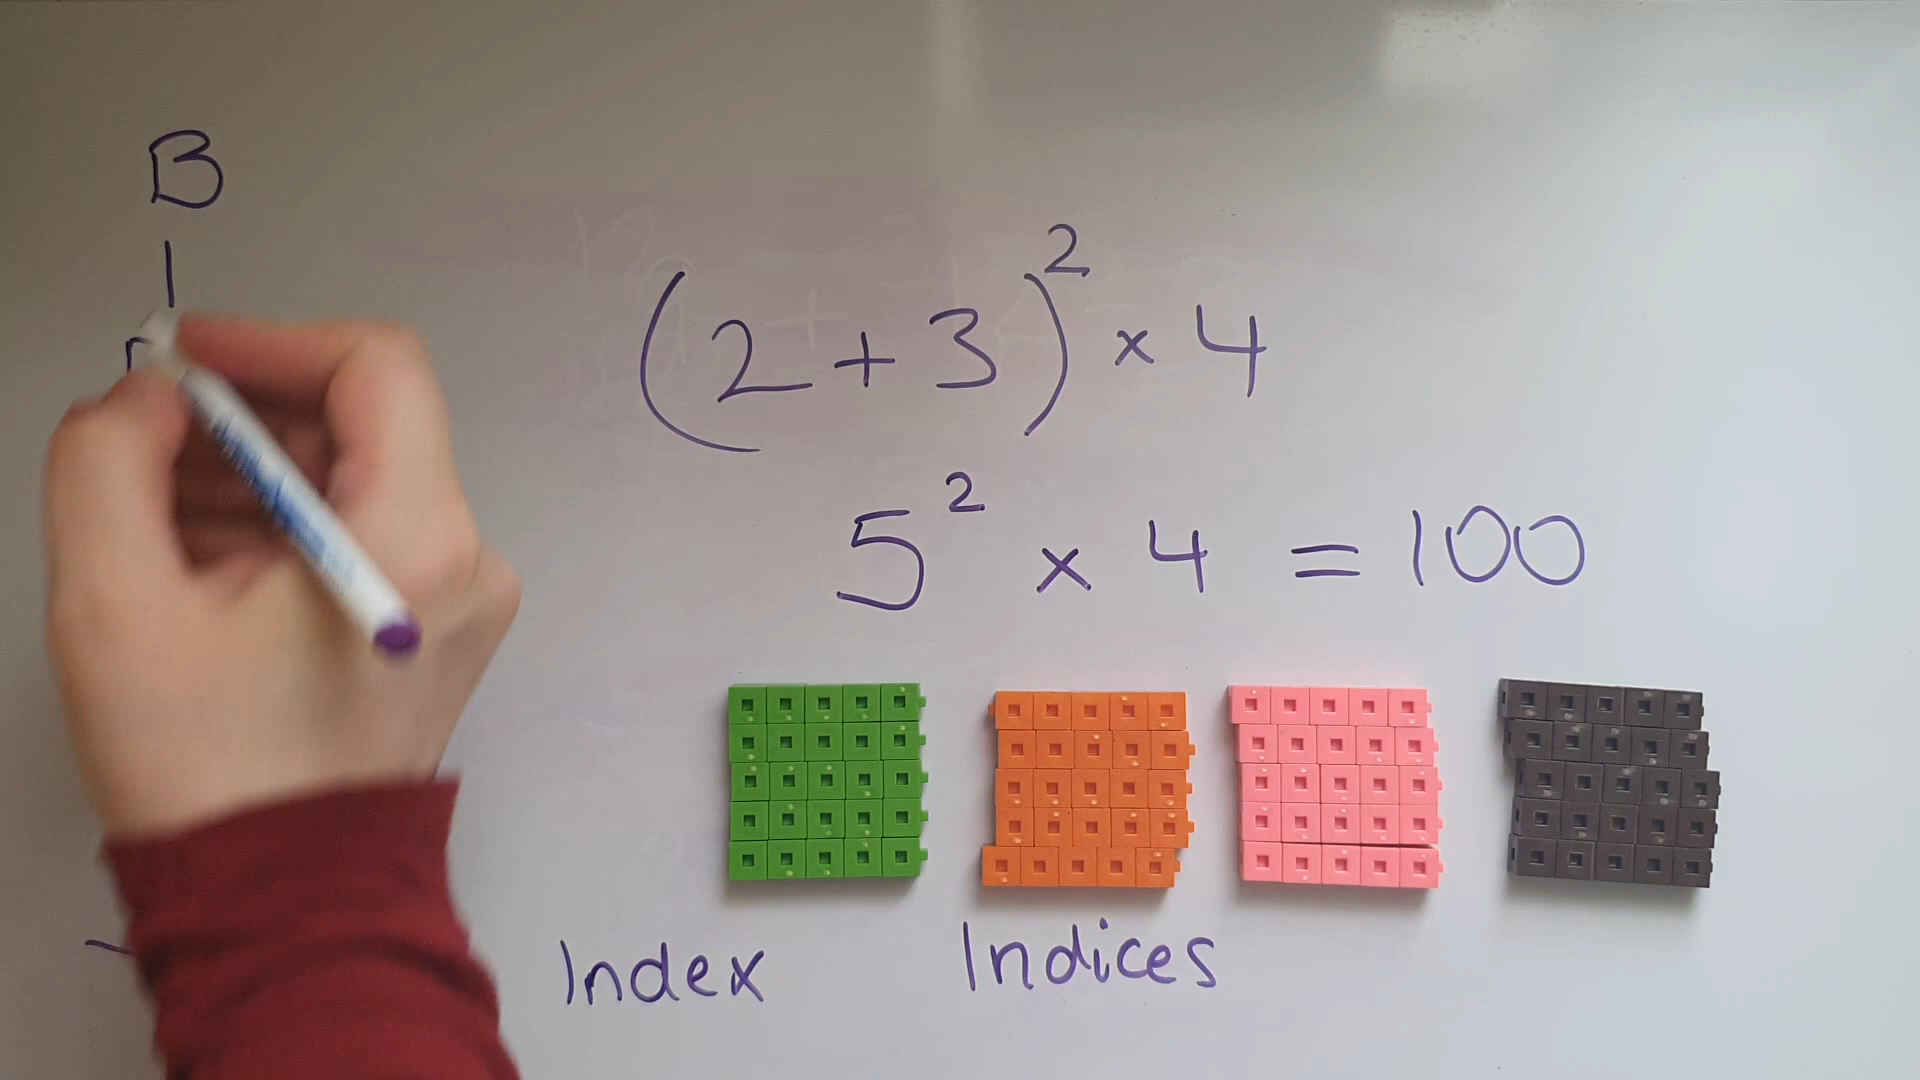 B
I
(2 + 3)² × 4
5² × 4 = 100
Index Indices